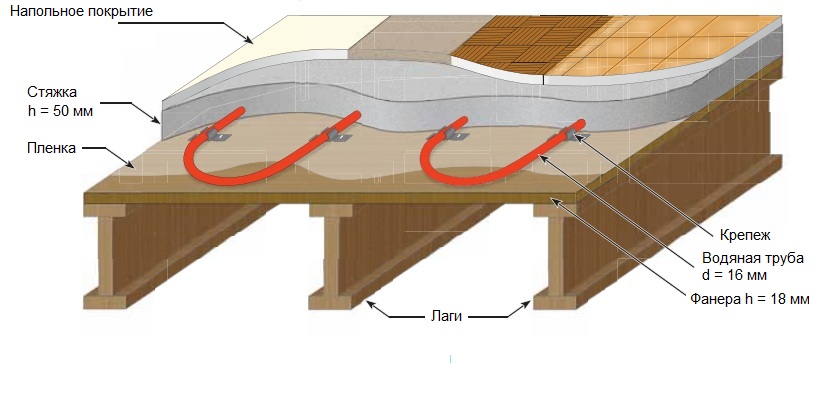 Напольное покрытие
Стяжка
h = 50 мм
Пленка
Крепеж
Водяная труба
d = 16 мм
Фанера h = 18 мм
Лаги